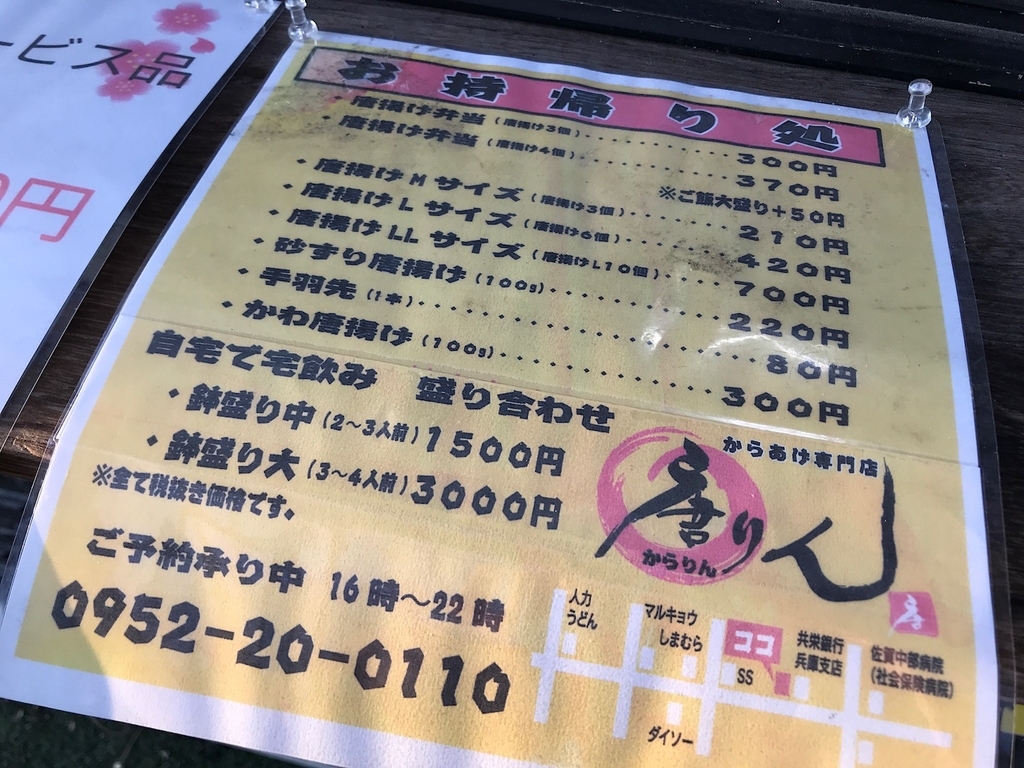 ービス品
0円
お持帰り処
・唐揚げ弁当(唐揚げ3個)・・・・・・・・・・・・300円
・唐揚げ弁当(唐揚げ4個)・・・・・・・・・・・・370円
※ご飯大盛り+50円
・唐揚げMサイズ(唐揚げ3個)・・・・・・・・・・210円
・唐揚げLサイズ(唐揚げ6個)・・・・・・・・・・420円
・唐揚げLLサイズ(唐揚げL10個)・・・・・・・700円
・砂ずり唐揚げ(100g)・・・・・・・・・・・・220円
・手羽先(1本)・・・・・・・・・・・・・・・・80円
・かわ唐揚げ(100g)・・・・・・・・・・・・・300円
自宅で宅飲み 盛り合わせ
・鉢盛り中(2~3人前)1500円
・鉢盛り大(3~4人前)3000円
※全て税抜き価格です。
からあげ専門店
唐りん
からりん
唐
ご予約承り中 16時~22時
0952-20-0110
人力
うどん
マルキョウ
しまむら
ココ
SS
共栄銀行
兵庫支店
佐賀中部病院
(社会保険病院)
ダイソー